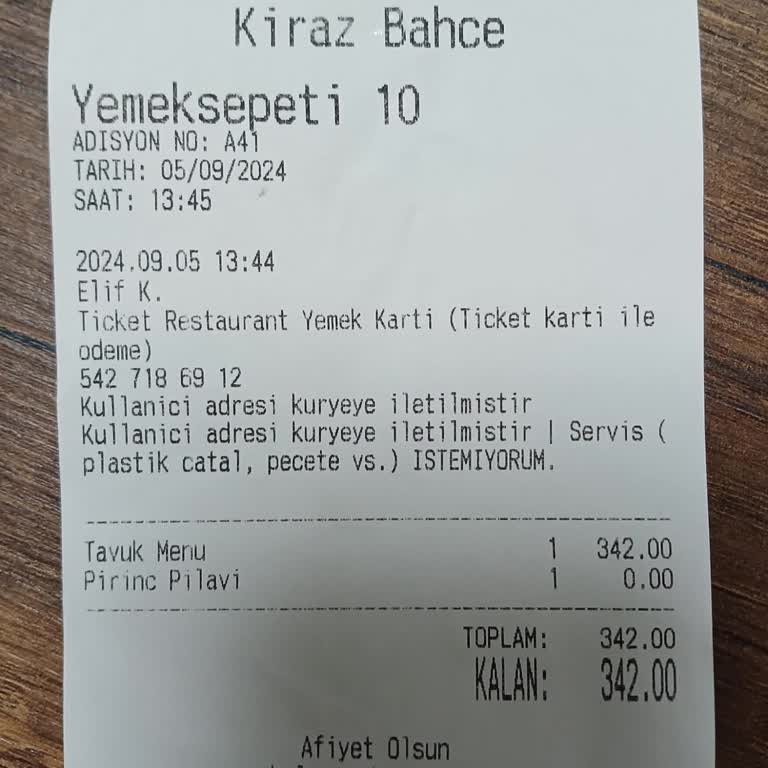 Kiraz Bahce
Yemeksepeti 10
ADISYON NO: A41
TARIH: 05/09/2024
SAAT: 13:45
2024.09.05 13:44
Elif K.
Ticket Restaurant Yemek Karti (Ticket karti ile
odeme)
542 718 69 12
Kullanici adresi kuryeye iletilmistir
Kullanici adresi kuryeye iletilmistir | Servis (
plastik catal, pecete vs.) ISTEMIYORUM.
Tavuk Menu 1 342.00
Pirinc Pilavi 1 0.00
TOPLAM: 342.00
KALAN: 342.00
Afiyet Olsun